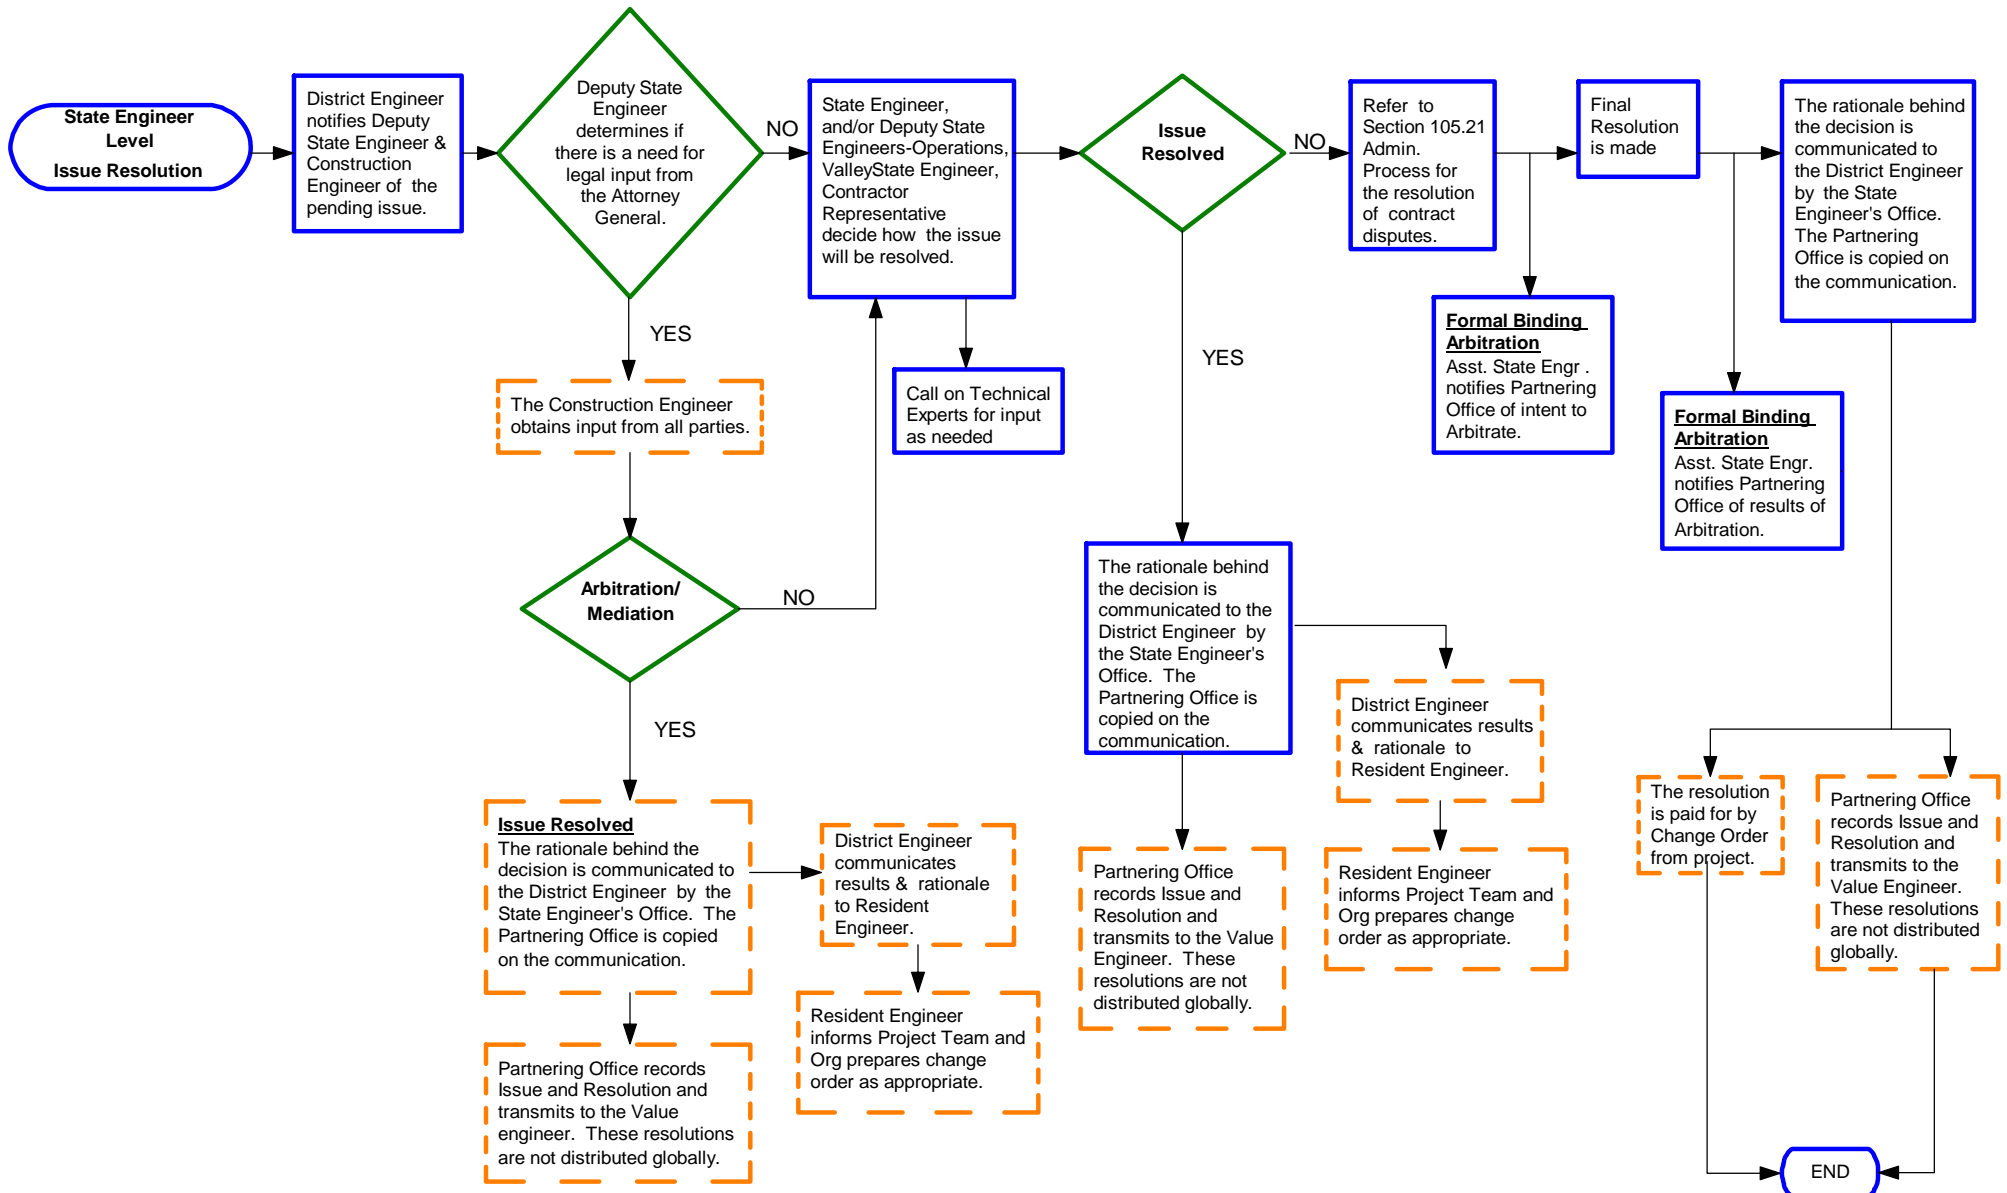 State Engineer
Level
Issue Resolution
District Engineer
notifies Deputy
State Engineer &
Construction
Engineer of the
pending issue.
Deputy State
Engineer
determines if
there is a need for
legal input from
the Attorney
General.
NO
YES
State Engineer,
and/or Deputy State
Engineers-Operations,
ValleyState Engineer,
Contractor
Representative
decide how the issue
will be resolved.
Call on Technical
Experts for input
as needed
The Construction Engineer
obtains input from all parties.
Arbitration/
Mediation
NO
YES
Issue Resolved
The rationale behind the
decision is communicated to
the District Engineer by the
State Engineer's Office. The
Partnering Office is copied
on the communication.
District Engineer
communicates
results & rationale
to Resident
Engineer.
Resident Engineer
informs Project Team and
Org prepares change
order as appropriate.
Partnering Office records
Issue and Resolution and
transmits to the Value
engineer. These resolutions
are not distributed globally.
Issue
Resolved
NO
YES
The rationale behind
the decision is
communicated to the
District Engineer by
the State Engineer's
Office. The
Partnering Office is
copied on the
communication.
District Engineer
communicates results
& rationale to
Resident Engineer.
Resident Engineer
informs Project Team and
Org prepares change
order as appropriate.
Partnering Office
records Issue and
Resolution and
transmits to the Value
Engineer. These
resolutions are not
distributed globally.
Refer to
Section 105.21
Admin.
Process for
the resolution
of contract
disputes.
Formal Binding
Arbitration
Asst. State Engr .
notifies Partnering
Office of intent to
Arbitrate.
Final
Resolution
is made
Formal Binding
Arbitration
Asst. State Engr.
notifies Partnering
Office of results of
Arbitration.
The rationale behind
the decision is
communicated to
the District Engineer
by the State
Engineer's Office.
The Partnering
Office is copied on
the communication.
The resolution
is paid for by
Change Order
from project.
Partnering Office
records Issue and
Resolution and
transmits to the
Value Engineer.
These resolutions
are not distributed
globally.
END